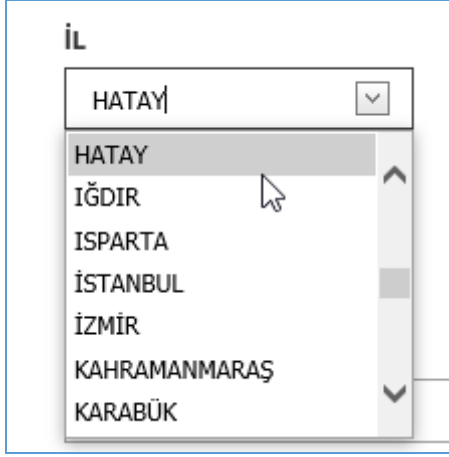 İL
HATAY
HATAY
IĞDIR
ISPARTA
İSTANBUL
İZMİR
KAHRAMANMARAŞ
KARABÜK